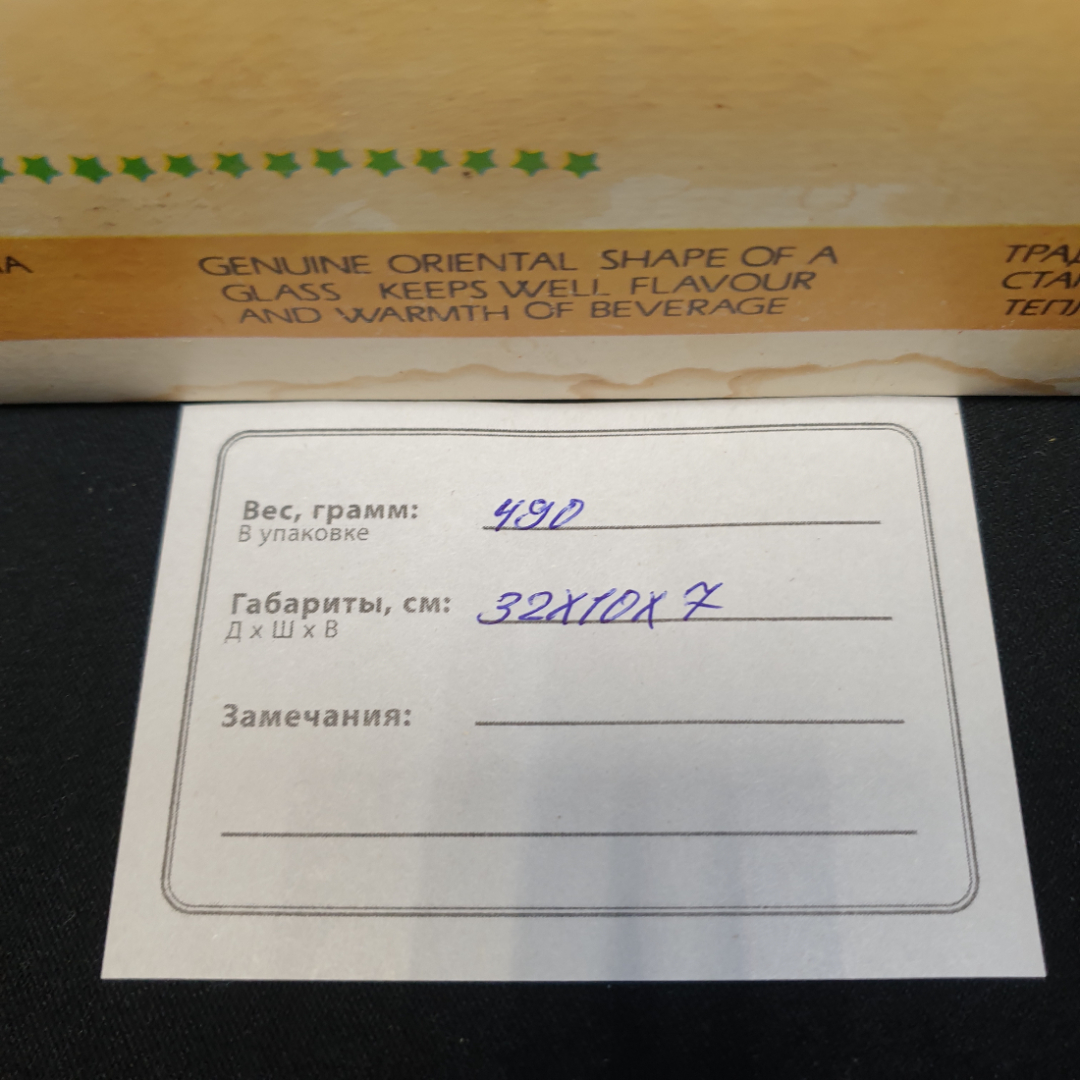 GENUINE ORIENTAL SHAPE OF A
GLASS KEEPS WELL FLAVOUR
AND WARMTH OF BEVERAGE
Вес, грамм: 490
В упаковке
Габариты, см: 32х10х7
Д х Ш х В
Замечания: